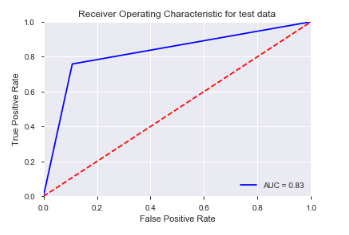 Receiver Operating Characteristic for test data
1.0
0.8
0.6
0.4
0.2
0.0
True Positive Rate
0.0 0.2 0.4 0.6 0.8 1.0
False Positive Rate
AUC = 0.83